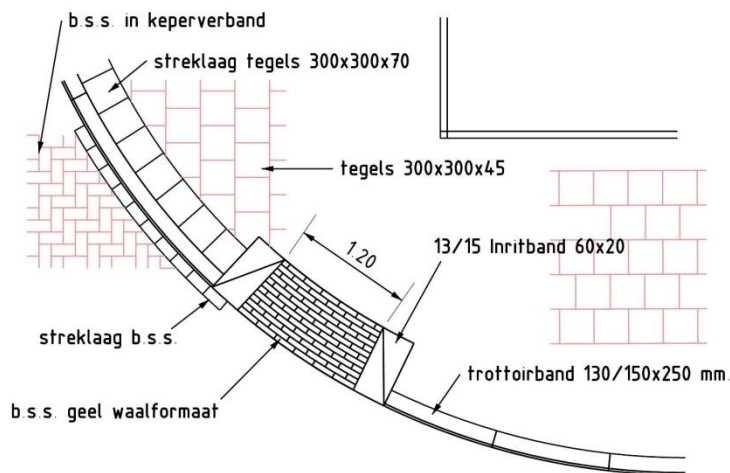 b.s.s. in keperverband
streklaag tegels 300x300x70
tegels 300x300x45
1.20
13/15 Inritband 60x20
streklaag b.s.s.
trottoirband 130/150x250 mm.
b.s.s. geel waalformaat